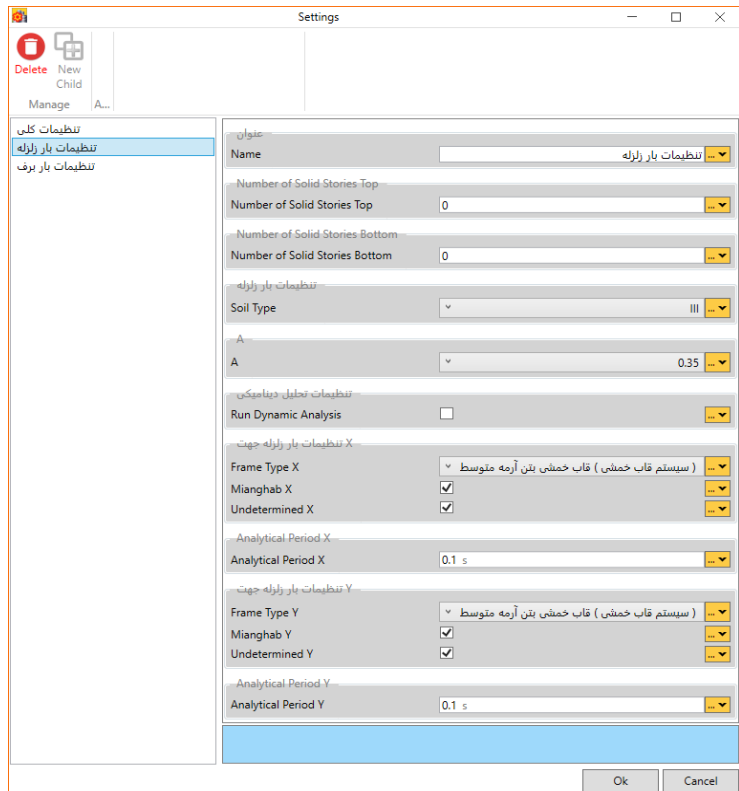 Settings
Delete
New
Child
Manage
A...
تنظیمات کلی
تنظیمات بار زلزله
تنظیمات بار برف
عنوان
Name تنظیمات بار زلزله ...
Number of Solid Stories Top
Number of Solid Stories Top 0 ...
Number of Solid Stories Bottom
Number of Solid Stories Bottom 0 ...
تنظیمات بار زلزله
Soil Type III ...
A
A 0.35 ...
تنظیمات تحلیل دینامیکی
Run Dynamic Analysis ...
تنظیمات بار زلزله جهت X
Frame Type X ( سیستم قاب خمشی ) قاب خمشی بتن آرمه متوسط ...
Mianghab X ...
Undetermined X ...
Analytical Period X
Analytical Period X 0.1 s ...
تنظیمات بار زلزله جهت Y
Frame Type Y ( سیستم قاب خمشی ) قاب خمشی بتن آرمه متوسط ...
Mianghab Y ...
Undetermined Y ...
Analytical Period Y
Analytical Period Y 0.1 s ...
Ok Cancel